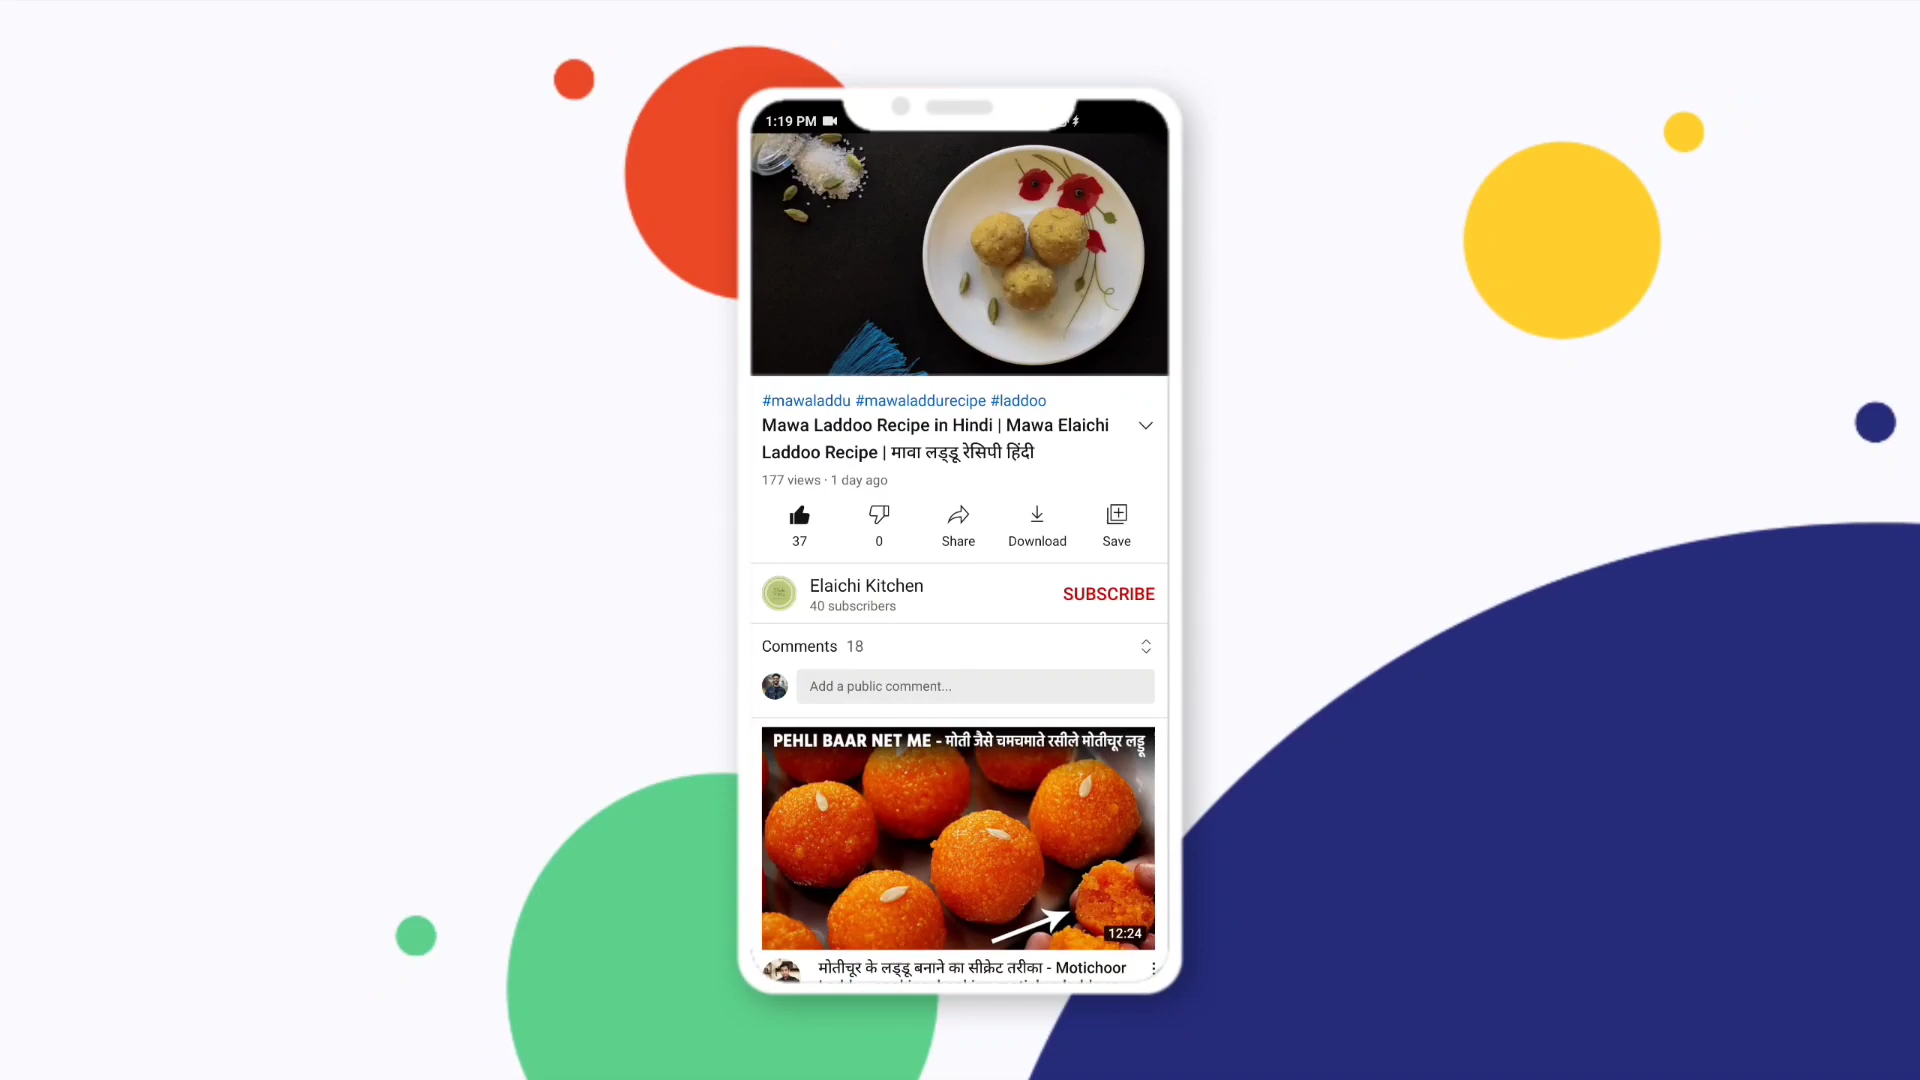 1:19 PM
#mawaladdu #mawaladdurecipe #laddoo
Mawa Laddoo Recipe in Hindi | Mawa Elaichi
Laddoo Recipe | मावा लड्डू रेसिपी हिंदी
177 views · 1 day ago
37
0
Share
Download
Save
Elaichi Kitchen
40 subscribers
SUBSCRIBE
Comments 18
Add a public comment...
PEHLI BAAR NET ME - मोती जैसे चमचमाते रसीले मोतीचूर लड्डू
12:24
मोतीचूर के लड्डू बनाने का सीक्रेट तरीका - Motichoor